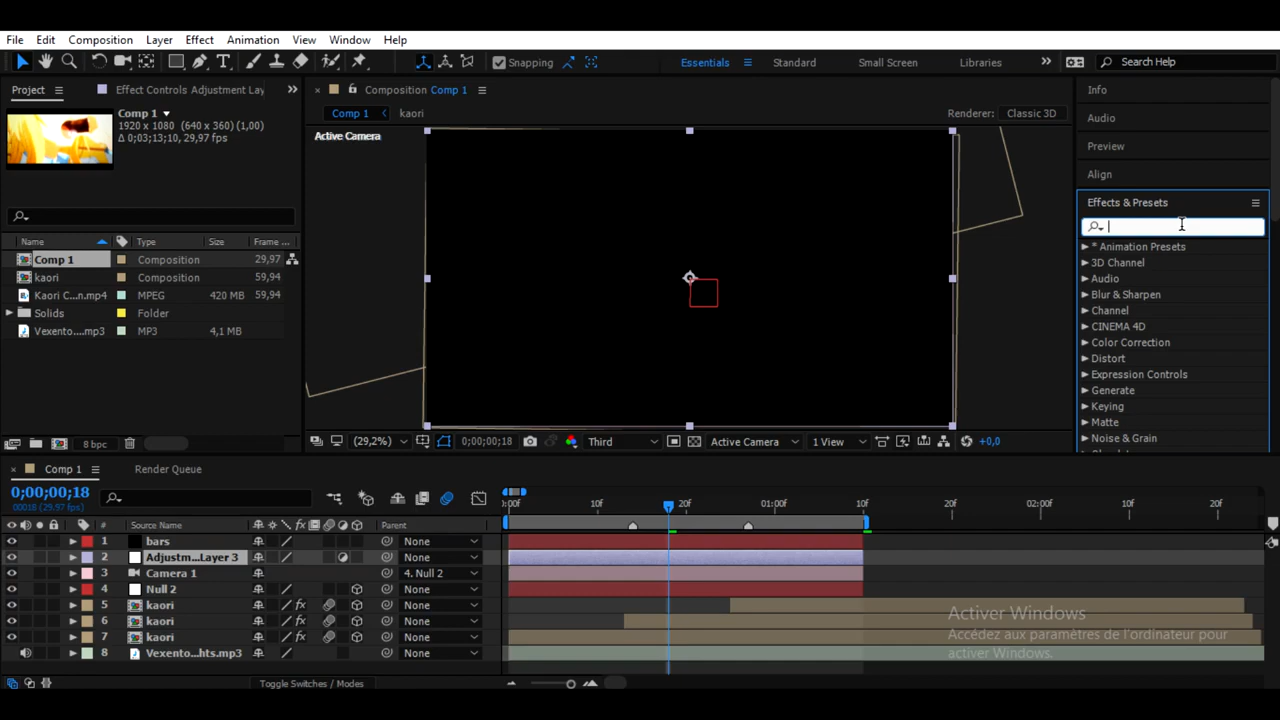 File Edit Composition Layer Effect Animation View Window Help
Snapping Essentials Standard Small Screen Libraries Search Help
Project Effect Controls Adjustment Lay
Comp 1
1920 x 1080 (640 x 360) (1,00)
Δ 0;03;13;10, 29,97 fps
Name Type Size Frame ...
Comp 1 Composition 29,97
kaori Composition 59,94
Kaori C...n.mp4 MPEG 420 MB 59,94
Solids Folder
Vexento....mp3 MP3 4,1 MB
8 bpc
Composition Comp 1
Comp 1 kaori Renderer: Classic 3D
Active Camera
(29,2%) 0;00;00;18 Third Active Camera 1 View +0,0
Info
Audio
Preview
Align
Effects & Presets
* Animation Presets
3D Channel
Audio
Blur & Sharpen
Channel
CINEMA 4D
Color Correction
Distort
Expression Controls
Generate
Keying
Matte
Noise & Grain
Comp 1 Render Queue
0;00;00;18
00018 (29.97 fps)
:00f 10f 20f 01:00f 10f 20f 02:00f 10f 20f
# Source Name Parent
1 bars None
2 Adjustm...Layer 3 None
3 Camera 1 4. Null 2
4 Null 2 None
5 kaori None
6 kaori None
7 kaori None
8 Vexento...hts.mp3 None
Activer Windows
Accédez aux paramètres de l'ordinateur pour
activer Windows.
Toggle Switches / Modes